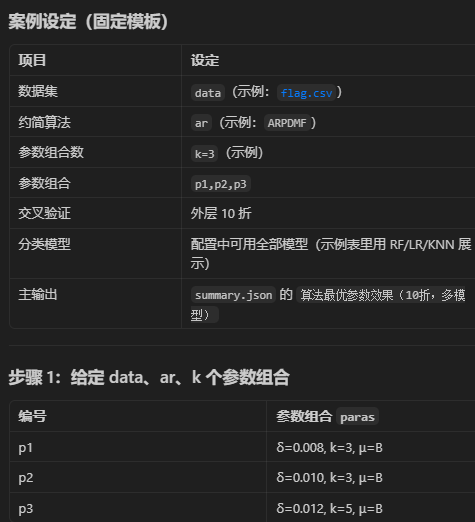 案例设定（固定模板）
项目 设定
数据集 data（示例：flag.csv）
约简算法 ar（示例：ARPDMF）
参数组合数 k=3（示例）
参数组合 p1,p2,p3
交叉验证 外层 10 折
分类模型 配置中可用全部模型（示例表里用 RF/LR/KNN 展
示）
主输出 summary.json 的 算法最优参数效果（10折，多模
型）
步骤 1：给定 data、ar、k 个参数组合
编号 参数组合 paras
p1 δ=0.008, k=3, μ=B
p2 δ=0.010, k=3, μ=B
p3 δ=0.012, k=5, μ=B